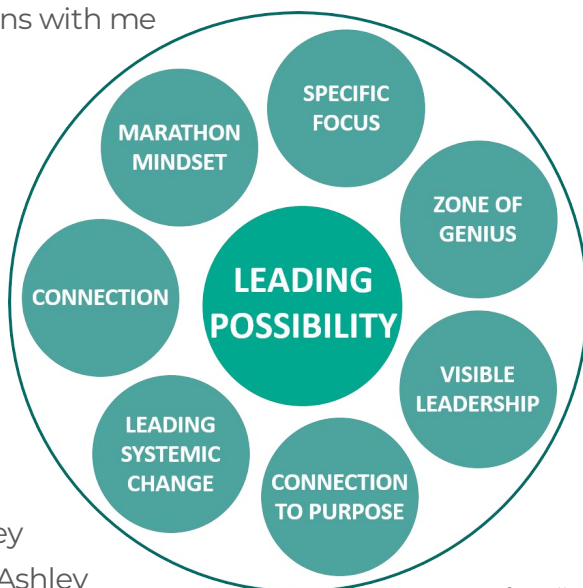 ns with me
SPECIFIC
FOCUS
MARATHON
MINDSET
ZONE OF
GENIUS
CONNECTION
LEADING
POSSIBILITY
VISIBLE
LEADERSHIP
LEADING
SYSTEMIC
CHANGE
CONNECTION
TO PURPOSE
ey
Ashley